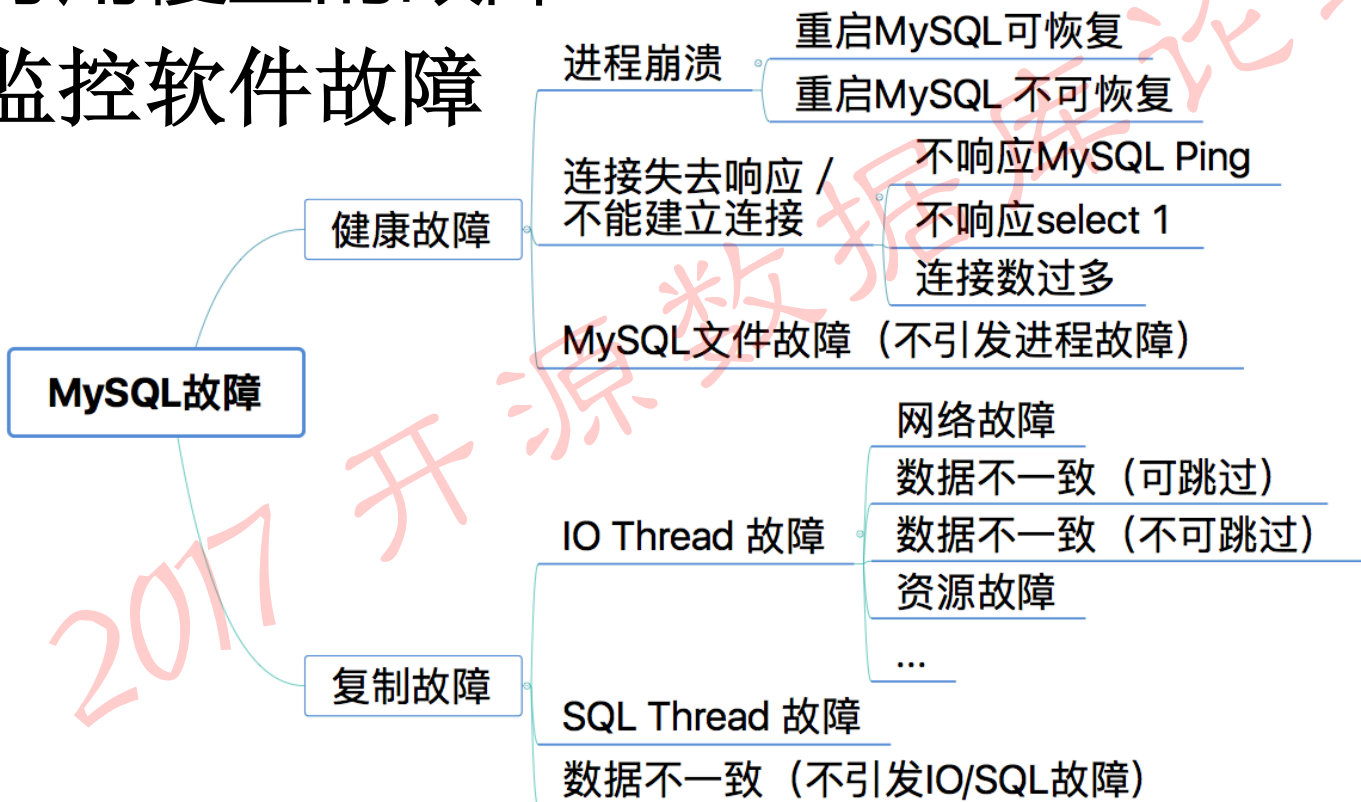 监控软件故障
进程崩溃
重启MySQL可恢复
重启MySQL 不可恢复
连接失去响应 /
不能建立连接
不响应MySQL Ping
不响应select 1
连接数过多
健康故障
MySQL文件故障（不引发进程故障）
MySQL故障
网络故障
数据不一致（可跳过）
IO Thread 故障
数据不一致（不可跳过）
资源故障
...
复制故障
SQL Thread 故障
数据不一致（不引发IO/SQL故障）
2017 开源数据库论